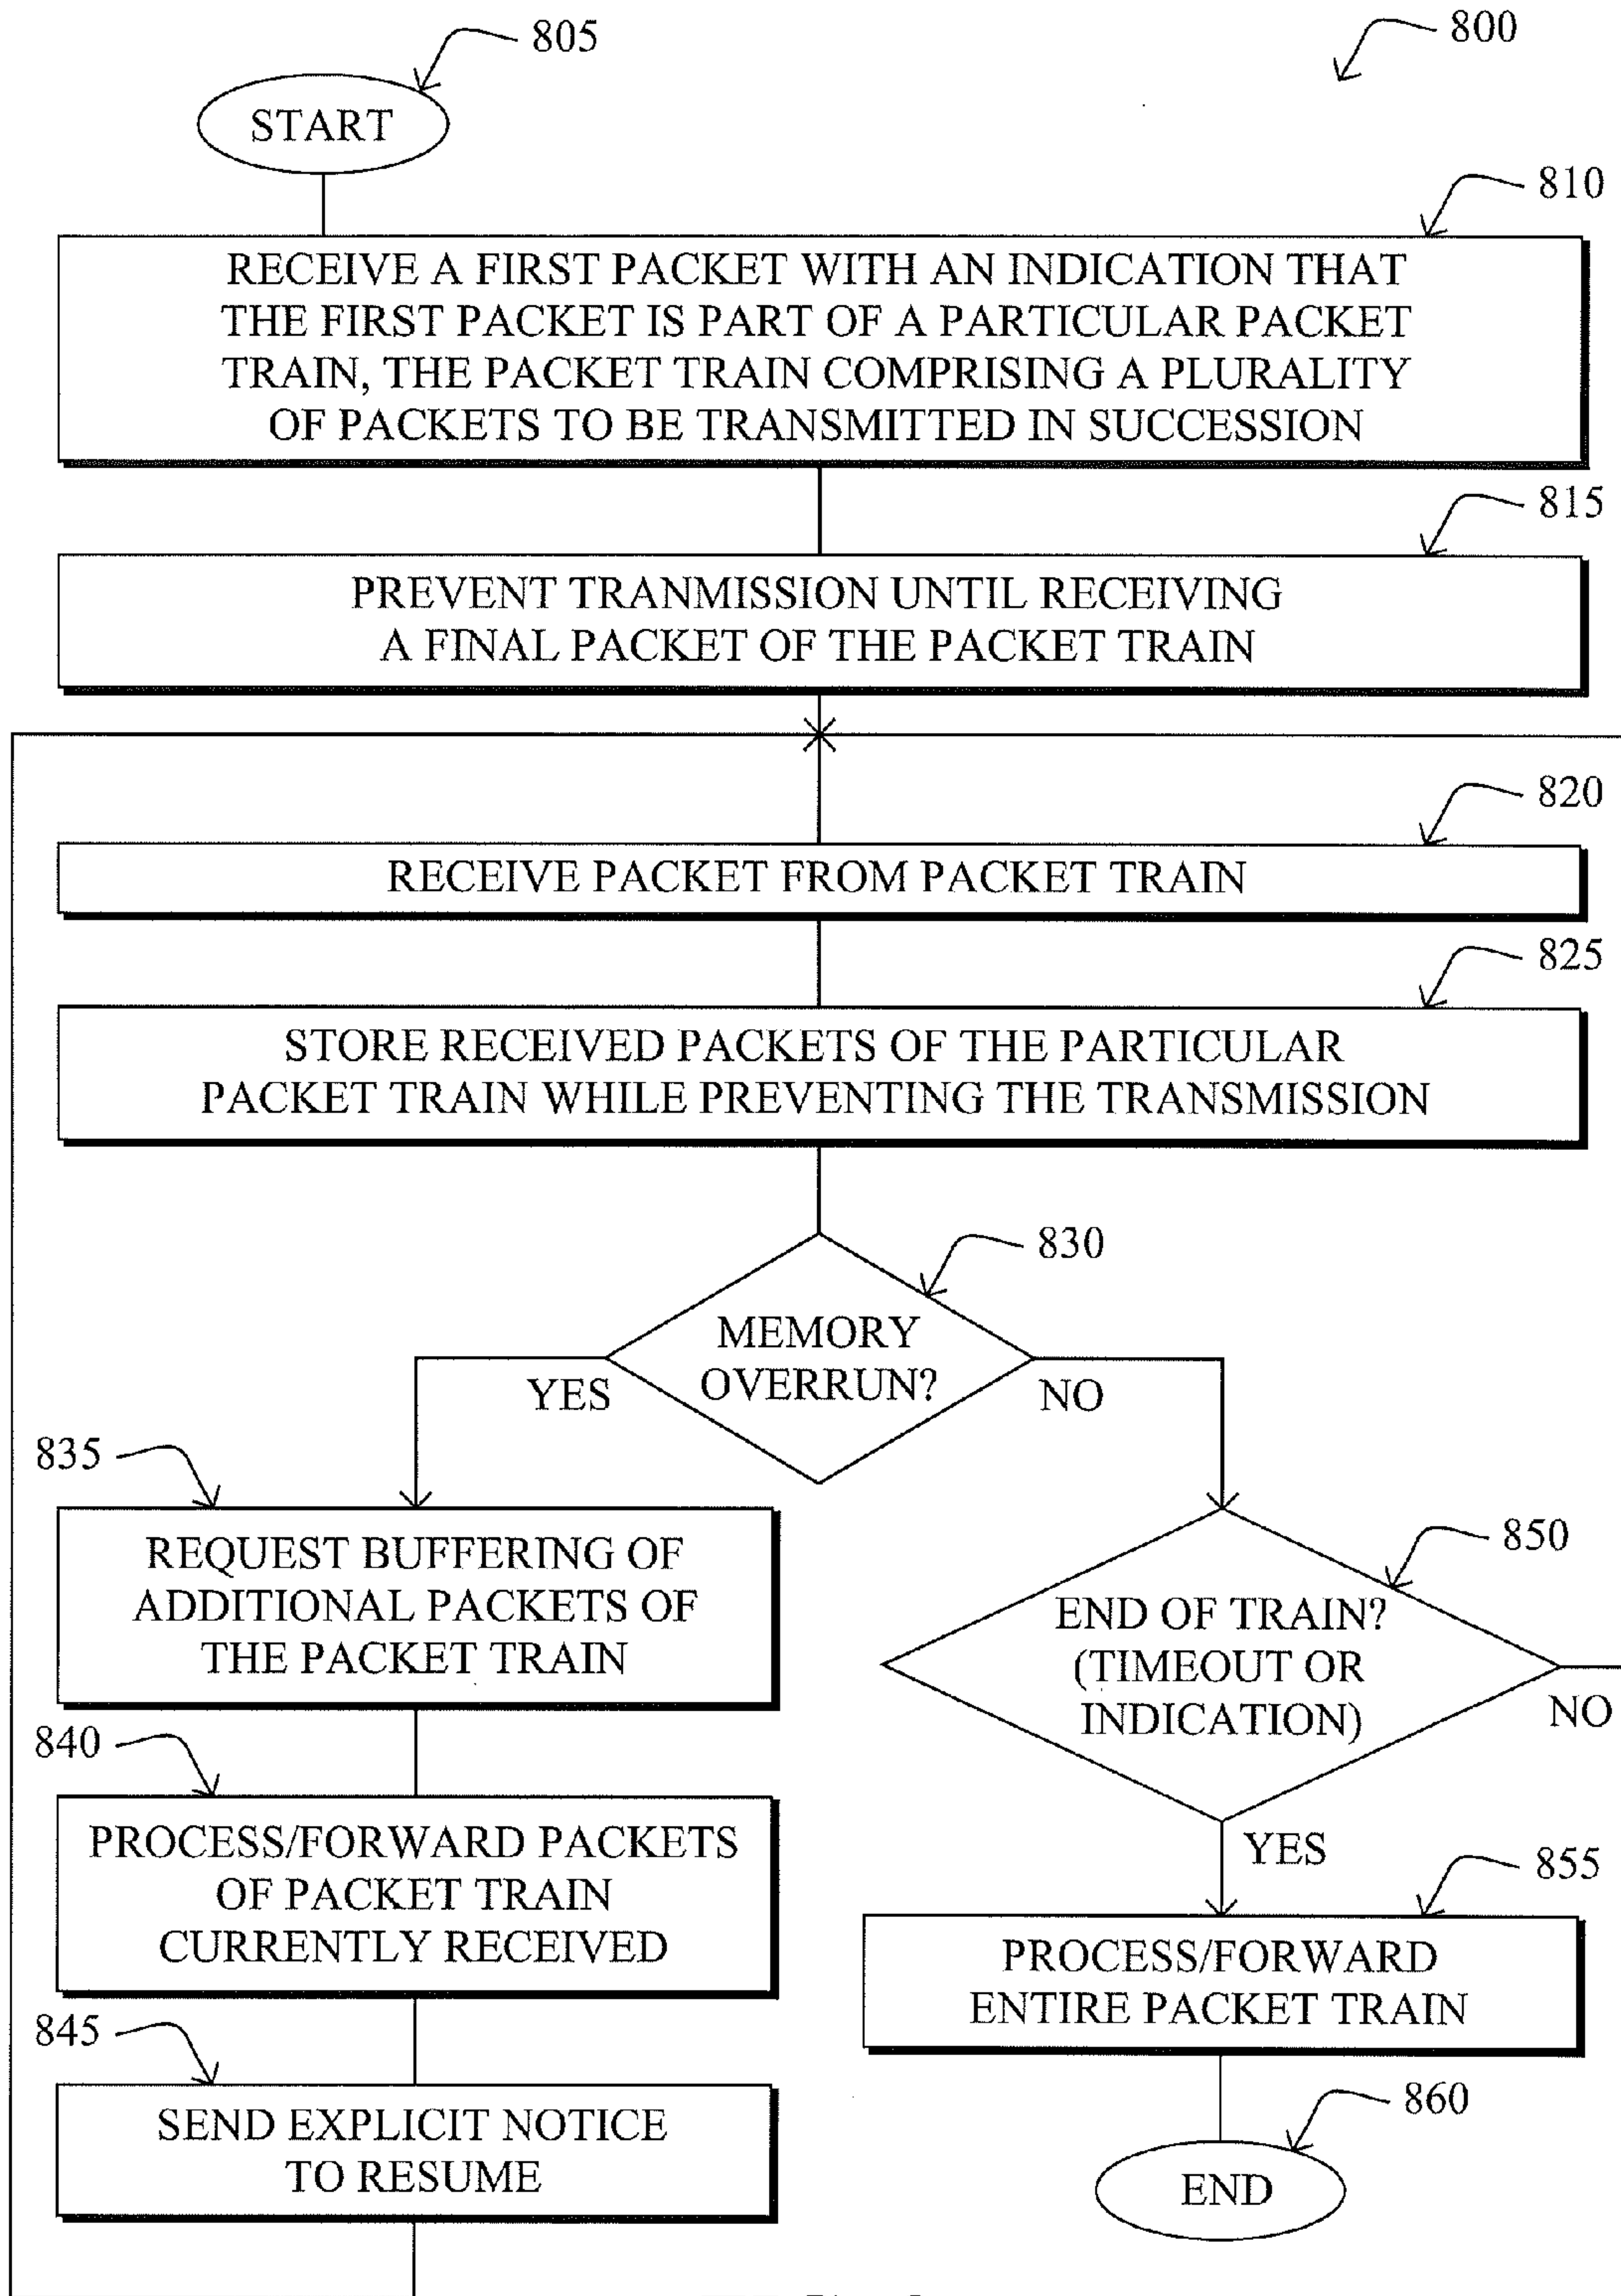 800
805
START
810
RECEIVE A FIRST PACKET WITH AN INDICATION THAT
THE FIRST PACKET IS PART OF A PARTICULAR PACKET
TRAIN, THE PACKET TRAIN COMPRISING A PLURALITY
OF PACKETS TO BE TRANSMITTED IN SUCCESSION
815
PREVENT TRANMISSION UNTIL RECEIVING
A FINAL PACKET OF THE PACKET TRAIN
820
RECEIVE PACKET FROM PACKET TRAIN
825
STORE RECEIVED PACKETS OF THE PARTICULAR
PACKET TRAIN WHILE PREVENTING THE TRANSMISSION
830
MEMORY
OVERRUN?
YES
NO
835
REQUEST BUFFERING OF
ADDITIONAL PACKETS OF
THE PACKET TRAIN
840
PROCESS/FORWARD PACKETS
OF PACKET TRAIN
CURRENTLY RECEIVED
845
SEND EXPLICIT NOTICE
TO RESUME
850
END OF TRAIN?
(TIMEOUT OR
INDICATION)
NO
YES
855
PROCESS/FORWARD
ENTIRE PACKET TRAIN
860
END